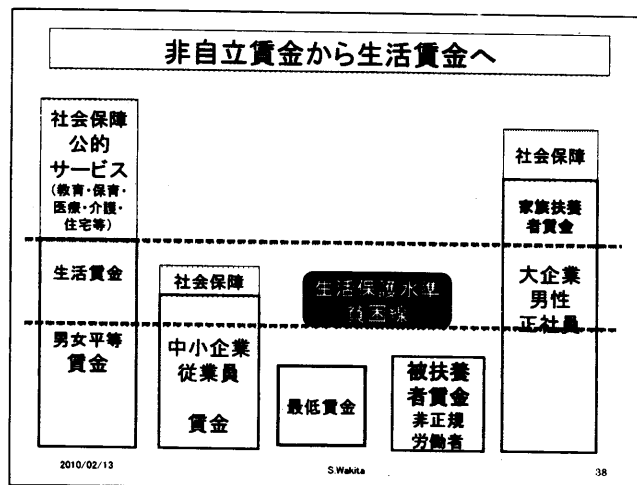 非自立賃金から生活賃金へ
社会保障
公的
サービス
(教育・保育・
医療・介護・
住宅等)
生活賃金
男女平等
賃金
社会保障
中小企業
従業員
賃金
生活保護水準
貧困線
最低賃金
被扶養
者賃金
非正規
労働者
社会保障
家族扶養
者賃金
大企業
男性
正社員
2010/02/13
S.Wakita
38